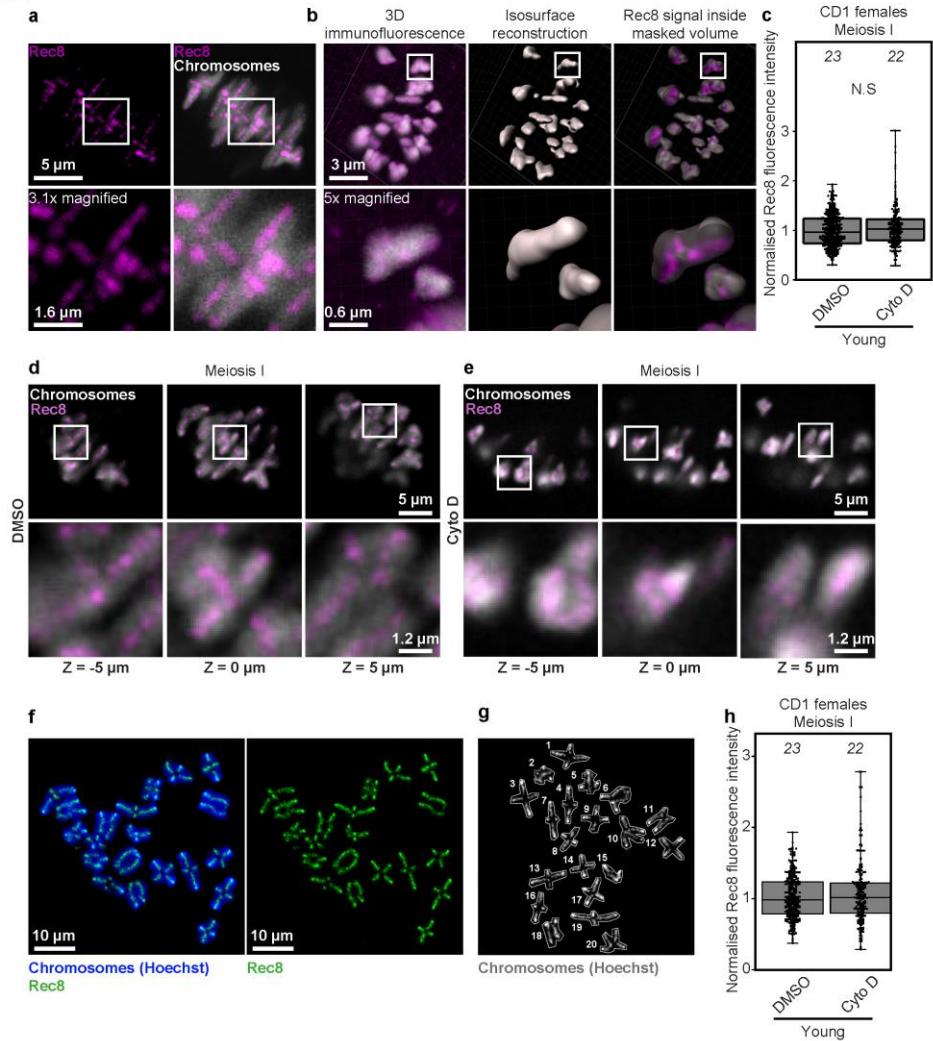 a
Rec8
Rec8
Chromosomes
5 µm
3.1x magnified
1.6 µm
b
3D
immunofluorescence
Isosurface
reconstruction
Rec8 signal inside
masked volume
3 µm
5x magnified
0.6 µm
c
CD1 females
Meiosis I
23
22
N.S
Normalised Rec8 fluorescence intensity
3
2
1
0
DMSO
Cyto D
Young
d
Meiosis I
Chromosomes
Rec8
5 µm
DMSO
1.2 µm
Z = -5 µm
Z = 0 µm
Z = 5 µm
e
Meiosis I
Chromosomes
Rec8
5 µm
Cyto D
1.2 µm
Z = -5 µm
Z = 0 µm
Z = 5 µm
f
10 µm
10 µm
Chromosomes (Hoechst)
Rec8
Rec8
g
1
2
5
3
4
6
7
9
11
8
10
12
13
14
15
16
17
18
19
20
Chromosomes (Hoechst)
h
CD1 females
Meiosis I
23
22
Normalised Rec8 fluorescence intensity
3
2
1
0
DMSO
Cyto D
Young